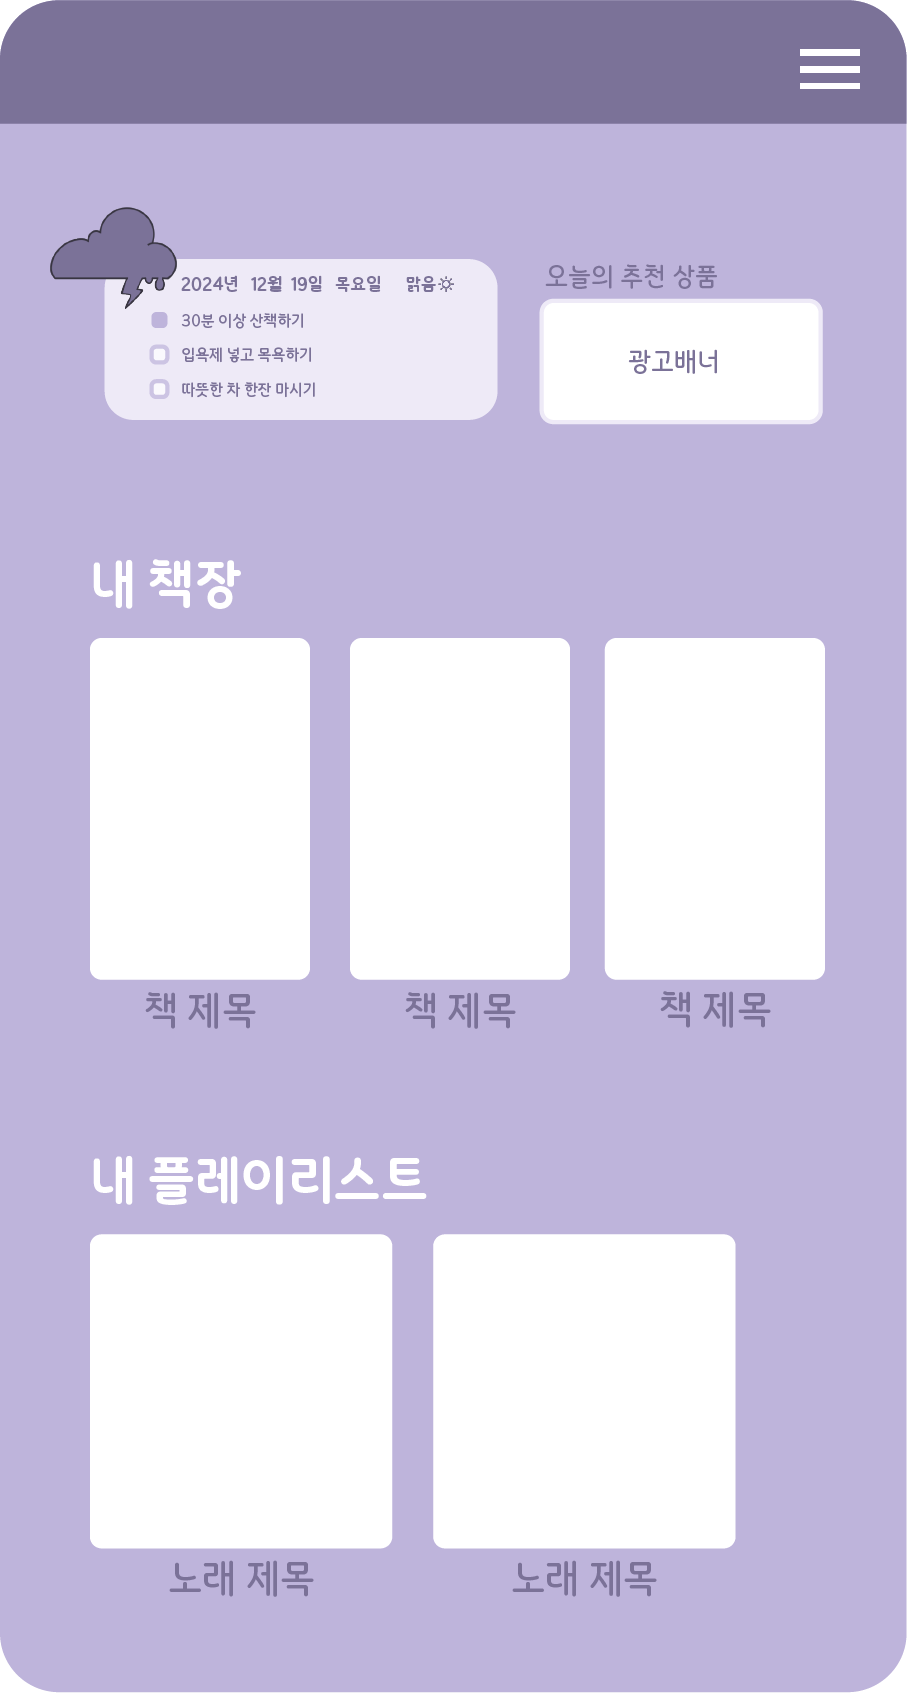 2024년 12월 19일 목요일 맑음
30분 이상 산책하기
입욕제 넣고 목욕하기
따뜻한 차 한잔 마시기
오늘의 추천 상품
광고배너
내 책장
책 제목
책 제목
책 제목
내 플레이리스트
노래 제목
노래 제목